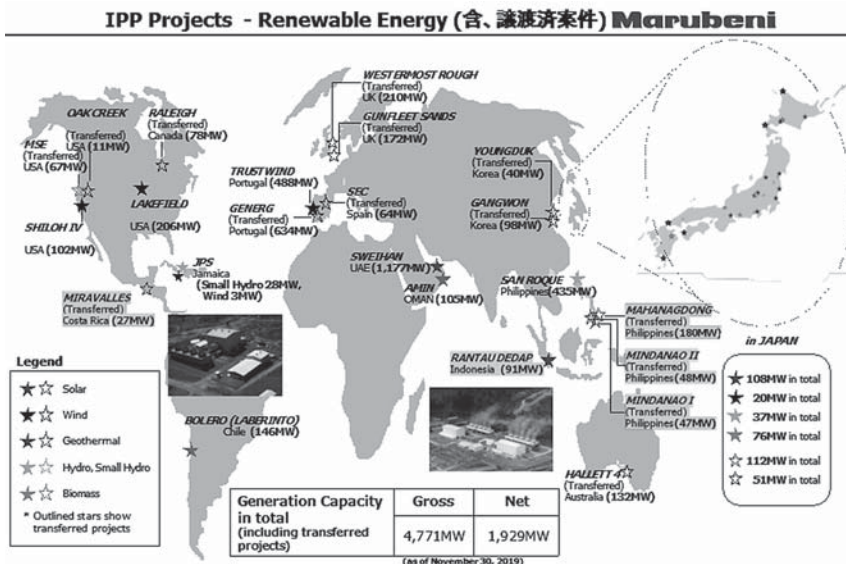 IPP Projects - Renewable Energy (含、譲渡済案件) Marubeni
WESTERMOST ROUGH
(Transferred)
UK (210MW)
GUNFLEET SANDS
(Transferred)
UK (172MW)
OAKCREEK
(Transferred)
USA (11MW)
RALEIGH
(Transferred)
Canada (78MW)
MSE
(Transferred)
USA (67MW)
LAKEFIELD
USA (206MW)
SHILOH IV
USA (102MW)
TRUSTWIND
Portugal (488MW)
GENERG
(Transferred)
Portugal (634MW)
SEC
(Transferred)
Spain (64MW)
YOUNGDUK
(Transferred)
Korea (40MW)
GANGWON
(Transferred)
Korea (98MW)
JPS
Jamaica
(Small Hydro 28MW,
Wind 3MW)
MIRAVALLES
(Transferred)
Costa Rica (27MW)
SWEIHAN
UAE (1,177MW)
AMIN
OMAN (105MW)
SAN ROQUE
Philippines (435MW)
MAHANAGDONG
(Transferred)
Philippines (180MW)
MINDANAO II
(Transferred)
Philippines (48MW)
MINDANAO I
(Transferred)
Philippines (47MW)
RANTAU DEDAP
Indonesia (91MW)
BOLERO (LABERINTO)
Chile (146MW)
HALLETT 4
(Transferred)
Australia (132MW)
in JAPAN
108MW in total
20MW in total
37MW in total
76MW in total
112MW in total
51MW in total
Legend
Solar
Wind
Geothermal
Hydro, Small Hydro
Biomass
* Outlined stars show
transferred projects
Generation Capacity
in total
(including transferred
projects)
Gross
Net
4,771MW
1,929MW
(as of November 30, 2019)